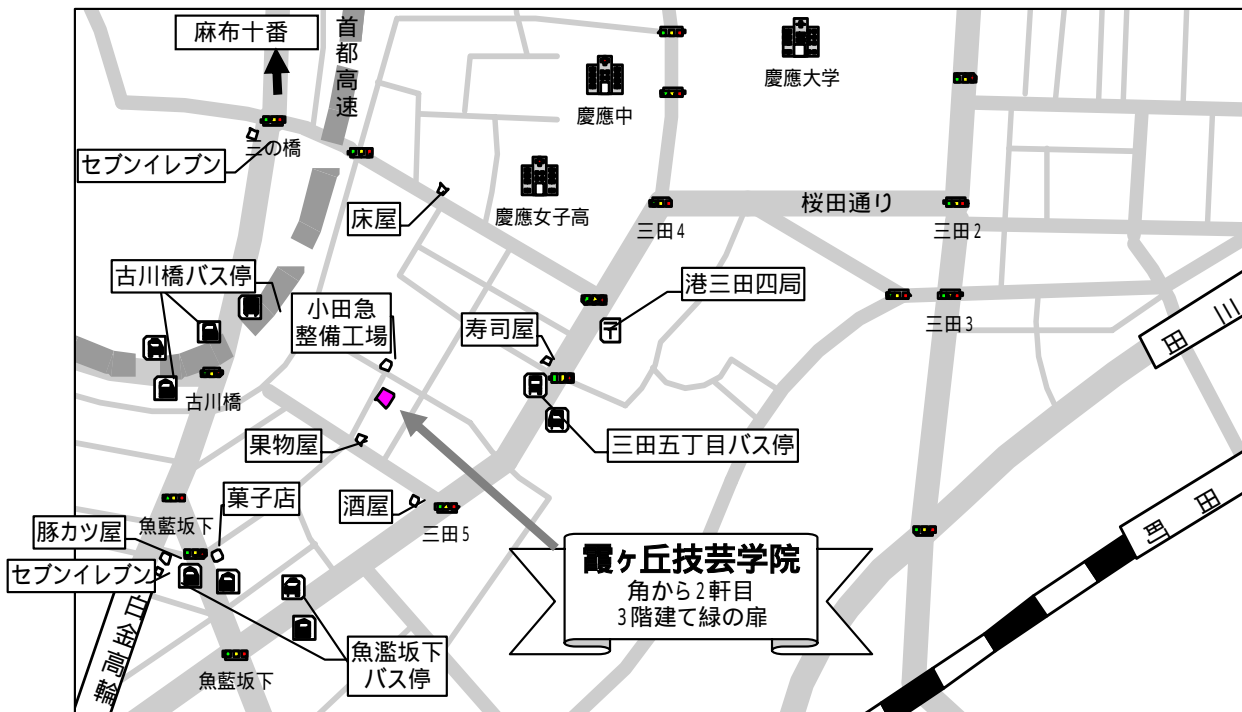 麻布十番
首都高速
慶應大学
慶應中
三の橋
セブンイレブン
慶應女子高
床屋
桜田通り
三田4
三田2
古川橋バス停
小田急
整備工場
港三田四局
寿司屋
三田3
田川
古川橋
果物屋
三田五丁目バス停
菓子店
酒屋
田町
魚藍坂下
豚カツ屋
三田5
セブンイレブン
霞ヶ丘技芸学院
角から2軒目
3階建て緑の扉
白金高輪
魚濫坂下
バス停
魚藍坂下